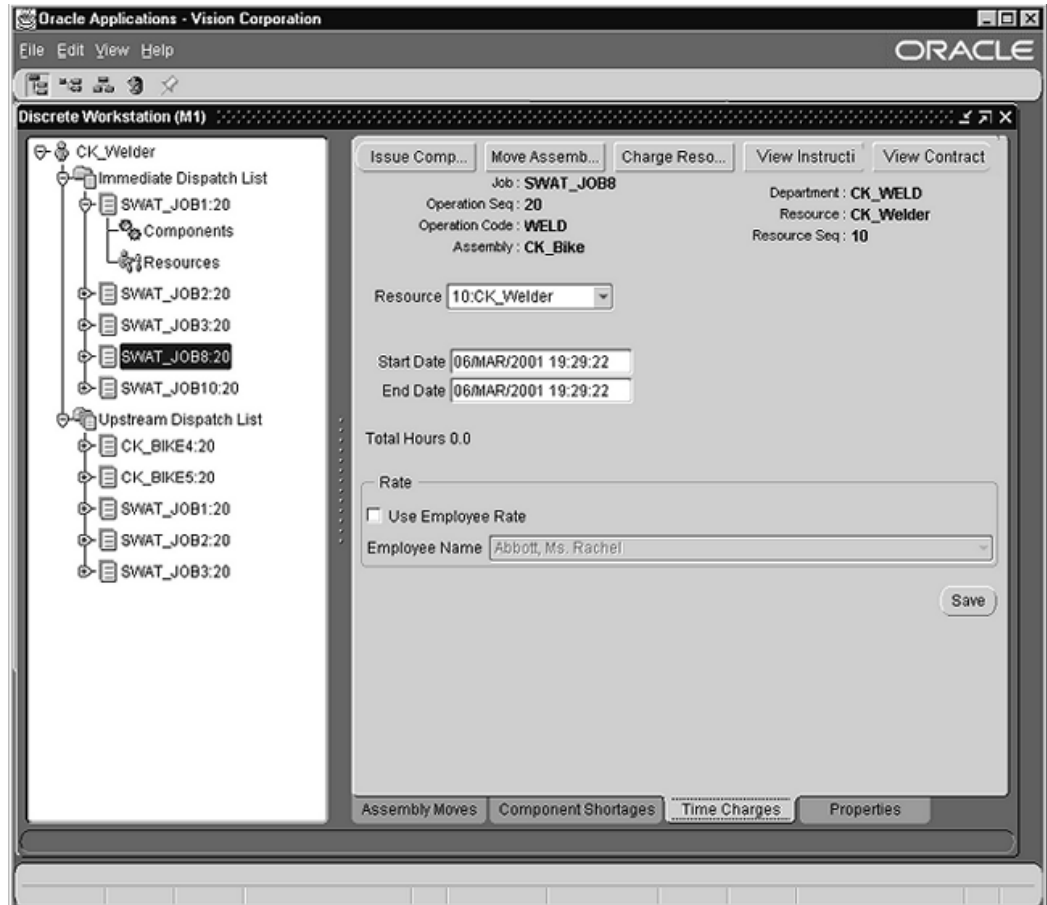 Oracle Applications - Vision Corporation
File Edit View Help
ORACLE
Discrete Workstation (M1)
CK_Welder
Immediate Dispatch List
SWAT_JOB1:20
Components
Resources
SWAT_JOB2:20
SWAT_JOB3:20
SWAT_JOB8:20
SWAT_JOB10:20
Upstream Dispatch List
CK_BIKE4:20
CK_BIKE5:20
SWAT_JOB1:20
SWAT_JOB2:20
SWAT_JOB3:20
Issue Comp... Move Assemb... Charge Reso... View Instructi View Contract
Job : SWAT_JOB8
Operation Seq : 20
Operation Code : WELD
Assembly : CK_Bike
Department : CK_WELD
Resource : CK_Welder
Resource Seq : 10
Resource 10:CK_Welder
Start Date 06/MAR/2001 19:29:22
End Date 06/MAR/2001 19:29:22
Total Hours 0.0
Rate
Use Employee Rate
Employee Name Abbott, Ms. Rachel
Save
Assembly Moves Component Shortages Time Charges Properties